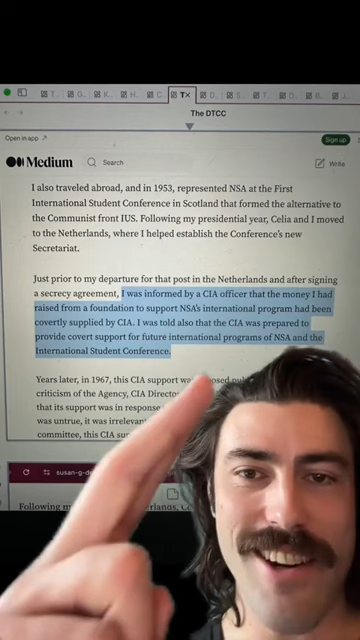 The DTCC
Open in app
Sign up
Medium
Search
Write
I also traveled abroad, and in 1953, represented NSA at the First
International Student Conference in Scotland that formed the alternative to
the Communist front IUS. Following my presidential year, Celia and I moved
to the Netherlands, where I helped establish the Conference's new
Secretariat.
Just prior to my departure for that post in the Netherlands and after signing
a secrecy agreement, I was informed by a CIA officer that the money I had
raised from a foundation to support NSA's international program had been
covertly supplied by CIA. I was told also that the CIA was prepared to
provide covert support for future international programs of NSA and the
International Student Conference.
Years later, in 1967, this CIA support was
criticism of the Agency, CIA
that its support was in response
was untrue, it was
committee, this CIA
susan-g-d
Following